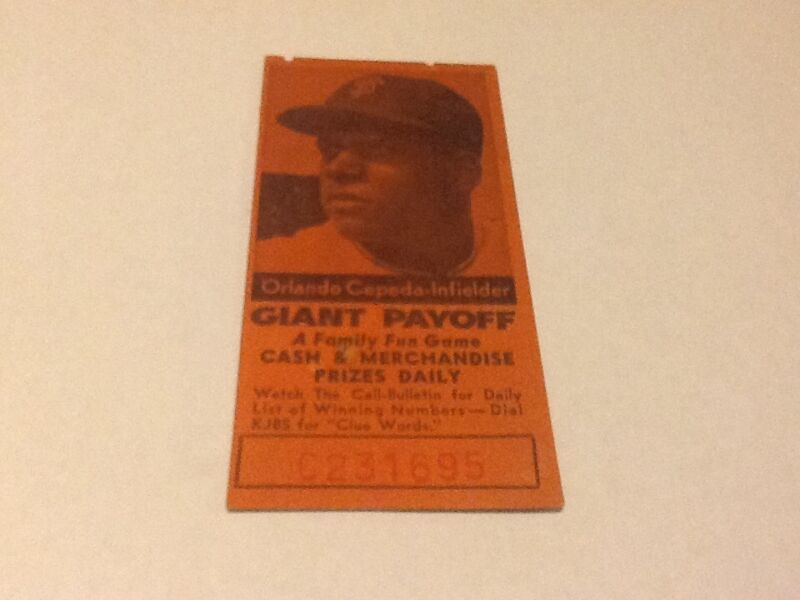 Orlando Cepeda-Infielder
GIANT PAYOFF
A Family Fun Game
CASH & MERCHANDISE
PRIZES DAILY
Watch The Call-Bulletin for Daily
List of Winning Numbers—Dial
KJBS for "Clue Words."
C231695